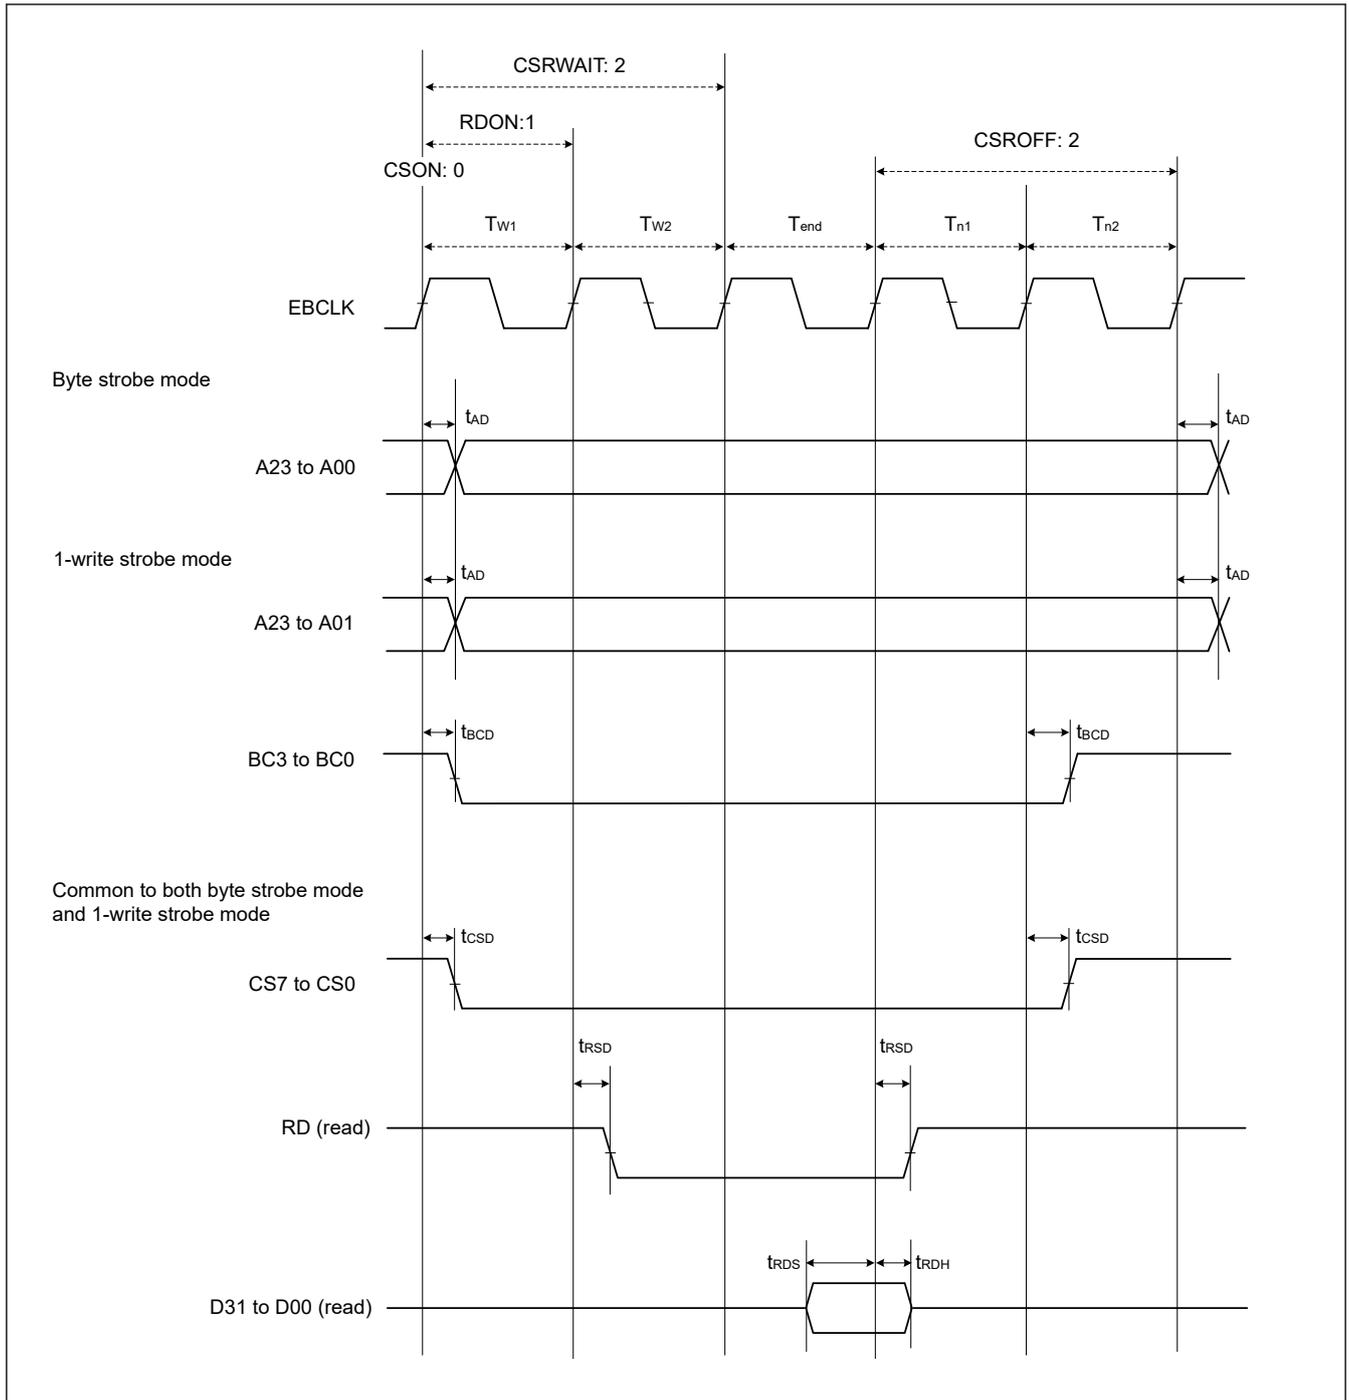 CSRWAIT: 2
RDON:1
CSROFF: 2
CSON: 0
TW1
TW2
Tend
Tn1
Tn2
EBCLK
Byte strobe mode
tAD
tAD
A23 to A00
1-write strobe mode
tAD
tAD
A23 to A01
tBCD
tBCD
BC3 to BC0
Common to both byte strobe mode
and 1-write strobe mode
tCSD
tCSD
CS7 to CS0
tRSD
tRSD
RD (read)
tRDS
tRDH
D31 to D00 (read)